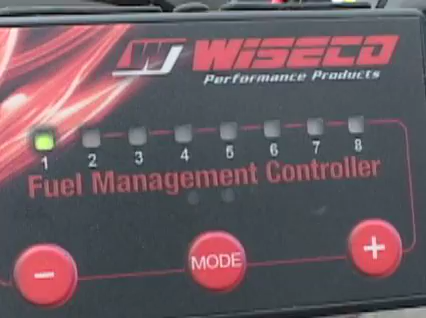 W WISECO
Performance Products
1 2 3 4 5 6 7 8
Fuel Management Controller
- MODE +